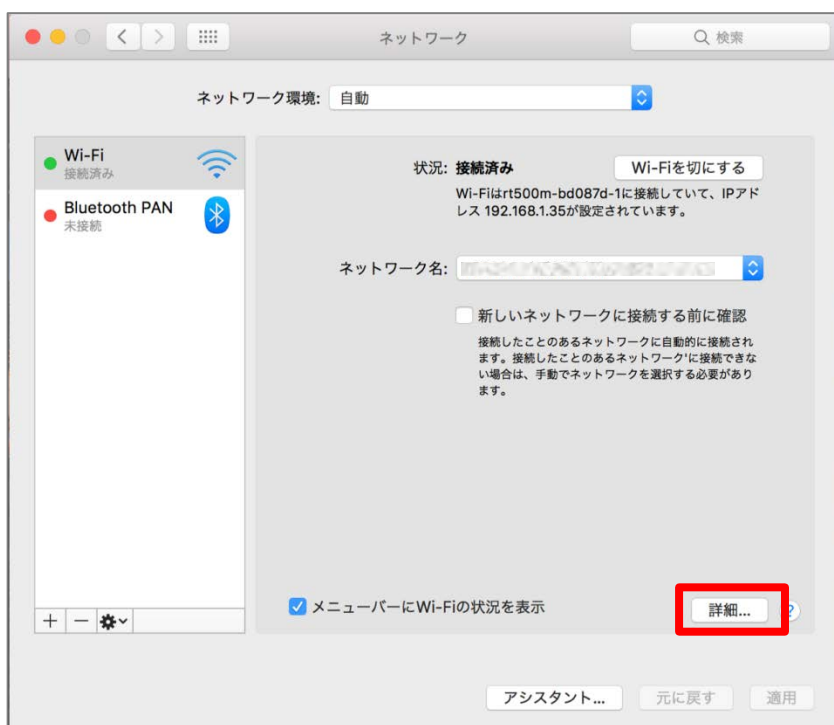 ネットワーク
検索
ネットワーク環境: 自動
Wi-Fi
接続済み
Bluetooth PAN
未接続
状況: 接続済み
Wi-Fiを切にする
Wi-Fiはrt500m-bd087d-1に接続していて、IPアド
レス 192.168.1.35が設定されています。
ネットワーク名:
新しいネットワークに接続する前に確認
接続したことのあるネットワークに自動的に接続され
ます。接続したことのあるネットワーク'に接続できな
い場合は、手動でネットワークを選択する必要があり
ます。
メニューバーにWi-Fiの状況を表示
詳細...
?
アシスタント...
元に戻す
適用